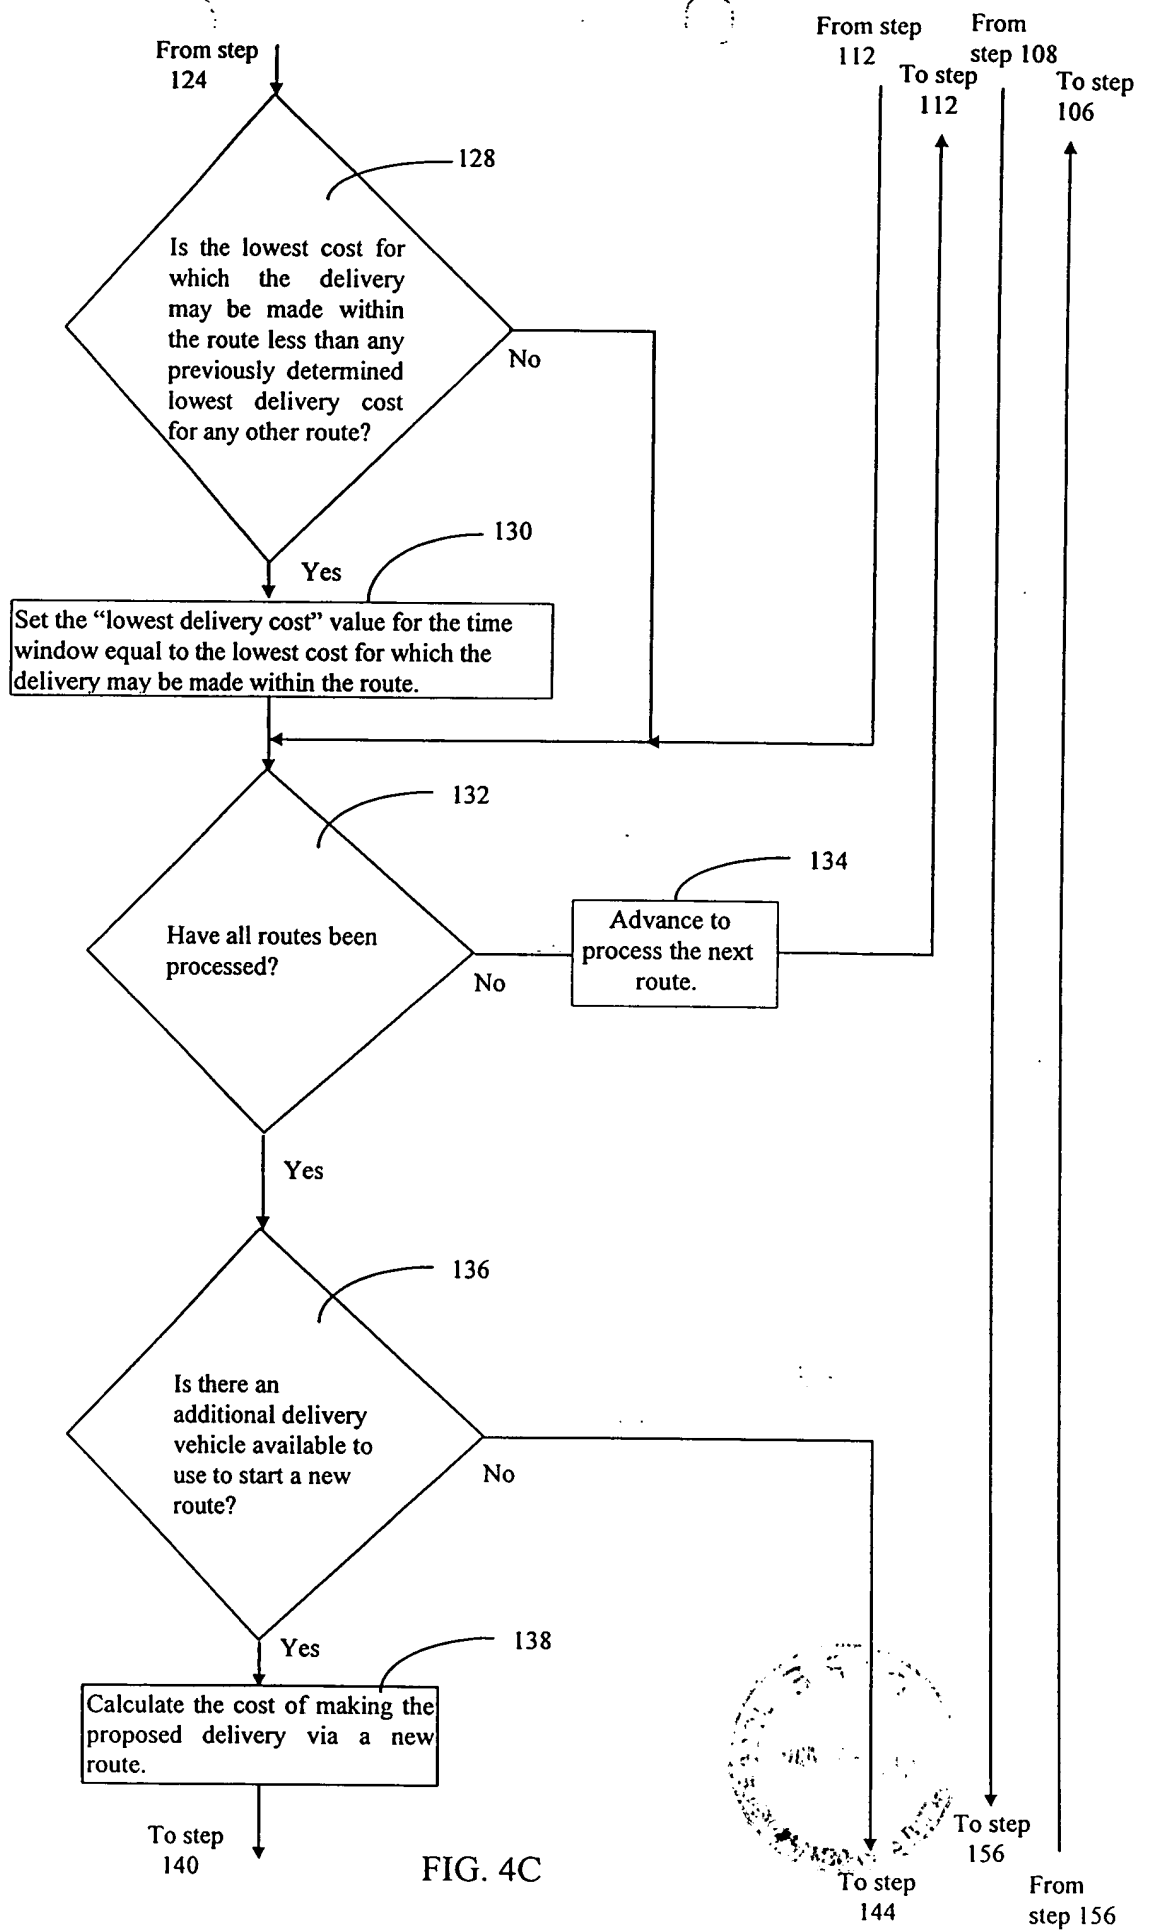 From step
124
From step
112
To step
112
From
step 108
To step
106
128
Is the lowest cost for
which the delivery
may be made within
the route less than any
previously determined
lowest delivery cost
for any other route?
No
130
Yes
Set the “lowest delivery cost” value for the time
window equal to the lowest cost for which the
delivery may be made within the route.
132
134
Have all routes been
processed?
No
Advance to
process the next
route.
Yes
136
Is there an
additional delivery
vehicle available to
use to start a new
route?
No
Yes
138
Calculate the cost of making the
proposed delivery via a new
route.
To step
140
FIG. 4C
To step
144
To step
156
From
step 156